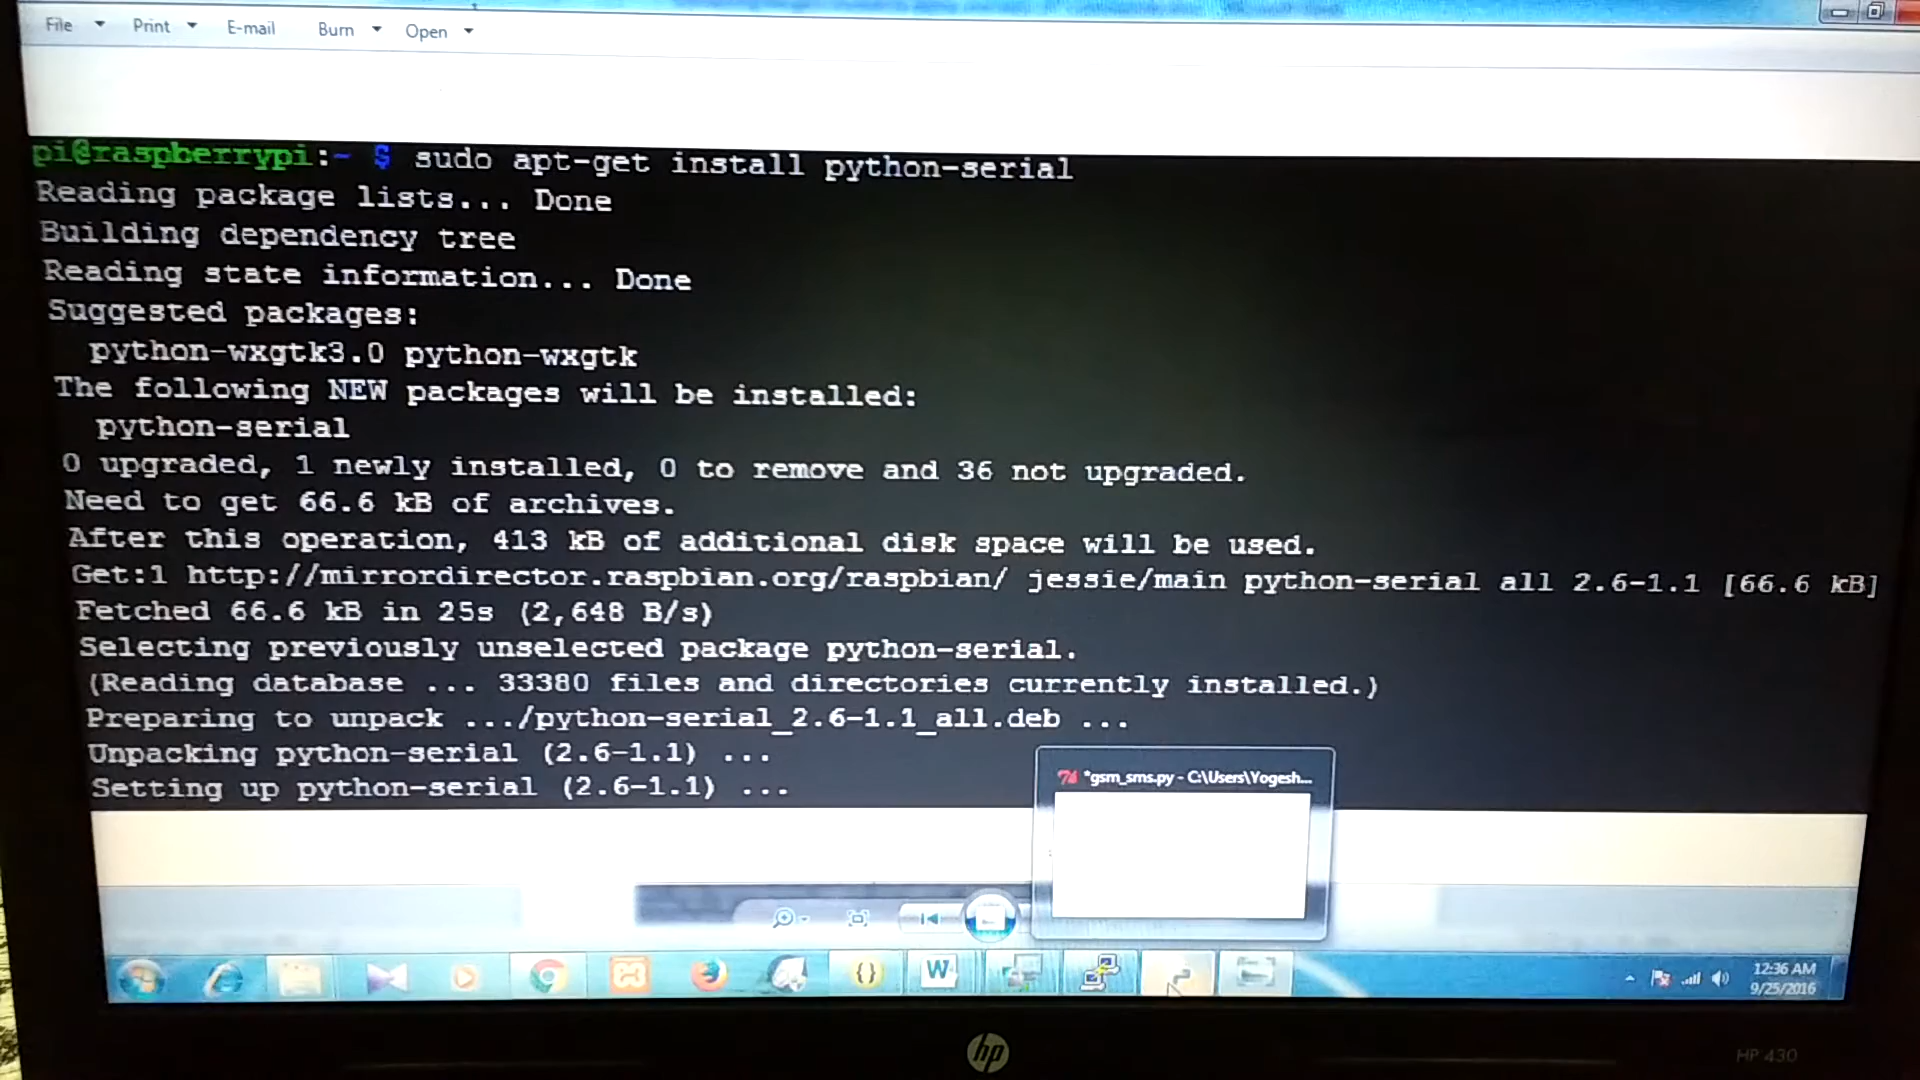 File Print E-mail Burn Open
pi@raspberrypi:~ $ sudo apt-get install python-serial
Reading package lists... Done
Building dependency tree
Reading state information... Done
Suggested packages:
python-wxgtk3.0 python-wxgtk
The following NEW packages will be installed:
python-serial
0 upgraded, 1 newly installed, 0 to remove and 36 not upgraded.
Need to get 66.6 kB of archives.
After this operation, 413 kB of additional disk space will be used.
Get:1 http://mirrordirector.raspbian.org/raspbian/ jessie/main python-serial all 2.6-1.1 [66.6 kB]
Fetched 66.6 kB in 25s (2,648 B/s)
Selecting previously unselected package python-serial.
(Reading database ... 33380 files and directories currently installed.)
Preparing to unpack .../python-serial_2.6-1.1_all.deb ...
Unpacking python-serial (2.6-1.1) ...
Setting up python-serial (2.6-1.1) ...
*gsm_sms.py - C:\Users\Yogesh...
12:36 AM
9/25/2016
hp
HP 430